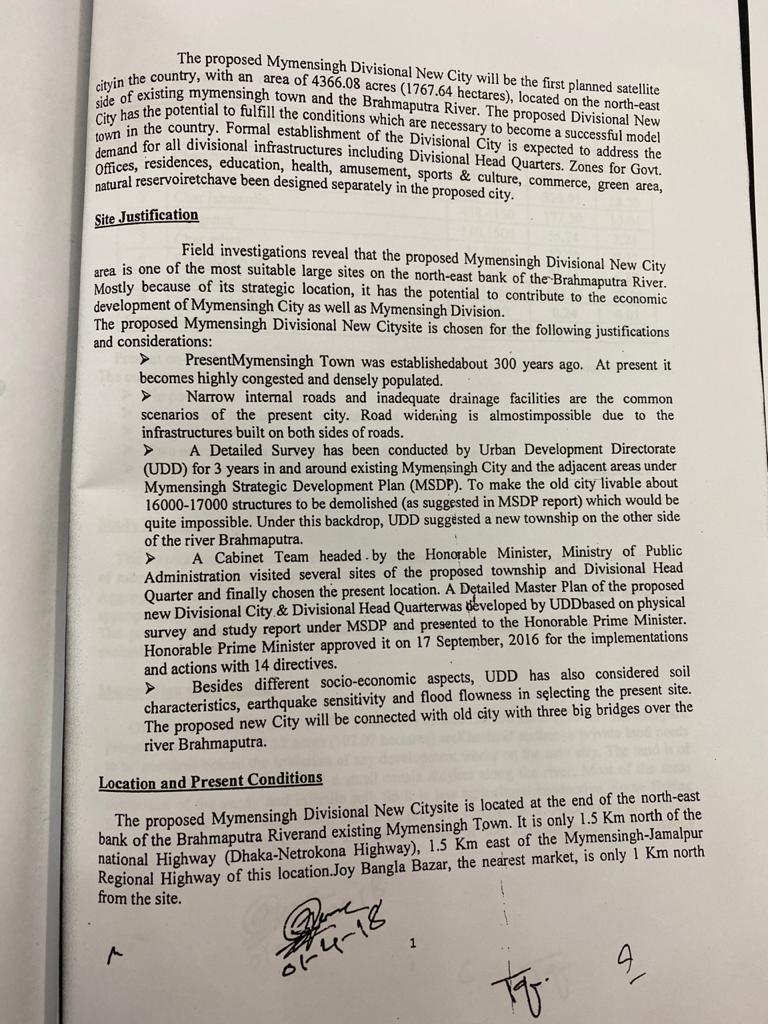 The proposed Mymensingh Divisional New City will be the first planned satellite
cityin the country, with an area of 4366.08 acres (1767.64 hectares), located on the north-east
side of existing mymensingh town and the Brahmaputra River. The proposed Divisional New
City has the potential to fulfill the conditions which are necessary to become a successful model
town in the country. Formal establishment of the Divisional City is expected to address the
demand for all divisional infrastructures including Divisional Head Quarters. Zones for Govt.
Offices, residences, education, health, amusement, sports & culture, commerce, green area,
natural reservoiretchave been designed separately in the proposed city.
Site Justification
Field investigations reveal that the proposed Mymensingh Divisional New City
area is one of the most suitable large sites on the north-east bank of the Brahmaputra River.
Mostly because of its strategic location, it has the potential to contribute to the economic
development of Mymensingh City as well as Mymensingh Division.
The proposed Mymensingh Divisional New Citysite is chosen for the following justifications
and considerations:
➤ PresentMymensingh Town was establishedabout 300 years ago. At present it
becomes highly congested and densely populated.
➤ Narrow internal roads and inadequate drainage facilities are the common
scenarios of the present city. Road widening is almostimpossible due to the
infrastructures built on both sides of roads.
➤ A Detailed Survey has been conducted by Urban Development Directorate
(UDD) for 3 years in and around existing Mymensingh City and the adjacent areas under
Mymensingh Strategic Development Plan (MSDP). To make the old city livable about
16000-17000 structures to be demolished (as suggested in MSDP report) which would be
quite impossible. Under this backdrop, UDD suggested a new township on the other side
of the river Brahmaputra.
➤ A Cabinet Team headed by the Honorable Minister, Ministry of Public
Administration visited several sites of the proposed township and Divisional Head
Quarter and finally chosen the present location. A Detailed Master Plan of the proposed
new Divisional City & Divisional Head Quarterwas developed by UDDbased on physical
survey and study report under MSDP and presented to the Honorable Prime Minister.
Honorable Prime Minister approved it on 17 September, 2016 for the implementations
and actions with 14 directives.
➤ Besides different socio-economic aspects, UDD has also considered soil
characteristics, earthquake sensitivity and flood flowness in selecting the present site.
The proposed new City will be connected with old city with three big bridges over the
river Brahmaputra.
Location and Present Conditions
The proposed Mymensingh Divisional New Citysite is located at the end of the north-east
bank of the Brahmaputra Riverand existing Mymensingh Town. It is only 1.5 Km north of the
national Highway (Dhaka-Netrokona Highway), 1.5 Km east of the Mymensingh-Jamalpur
Regional Highway of this location.Joy Bangla Bazar, the nearest market, is only 1 Km north
from the site.
01-4-18
1